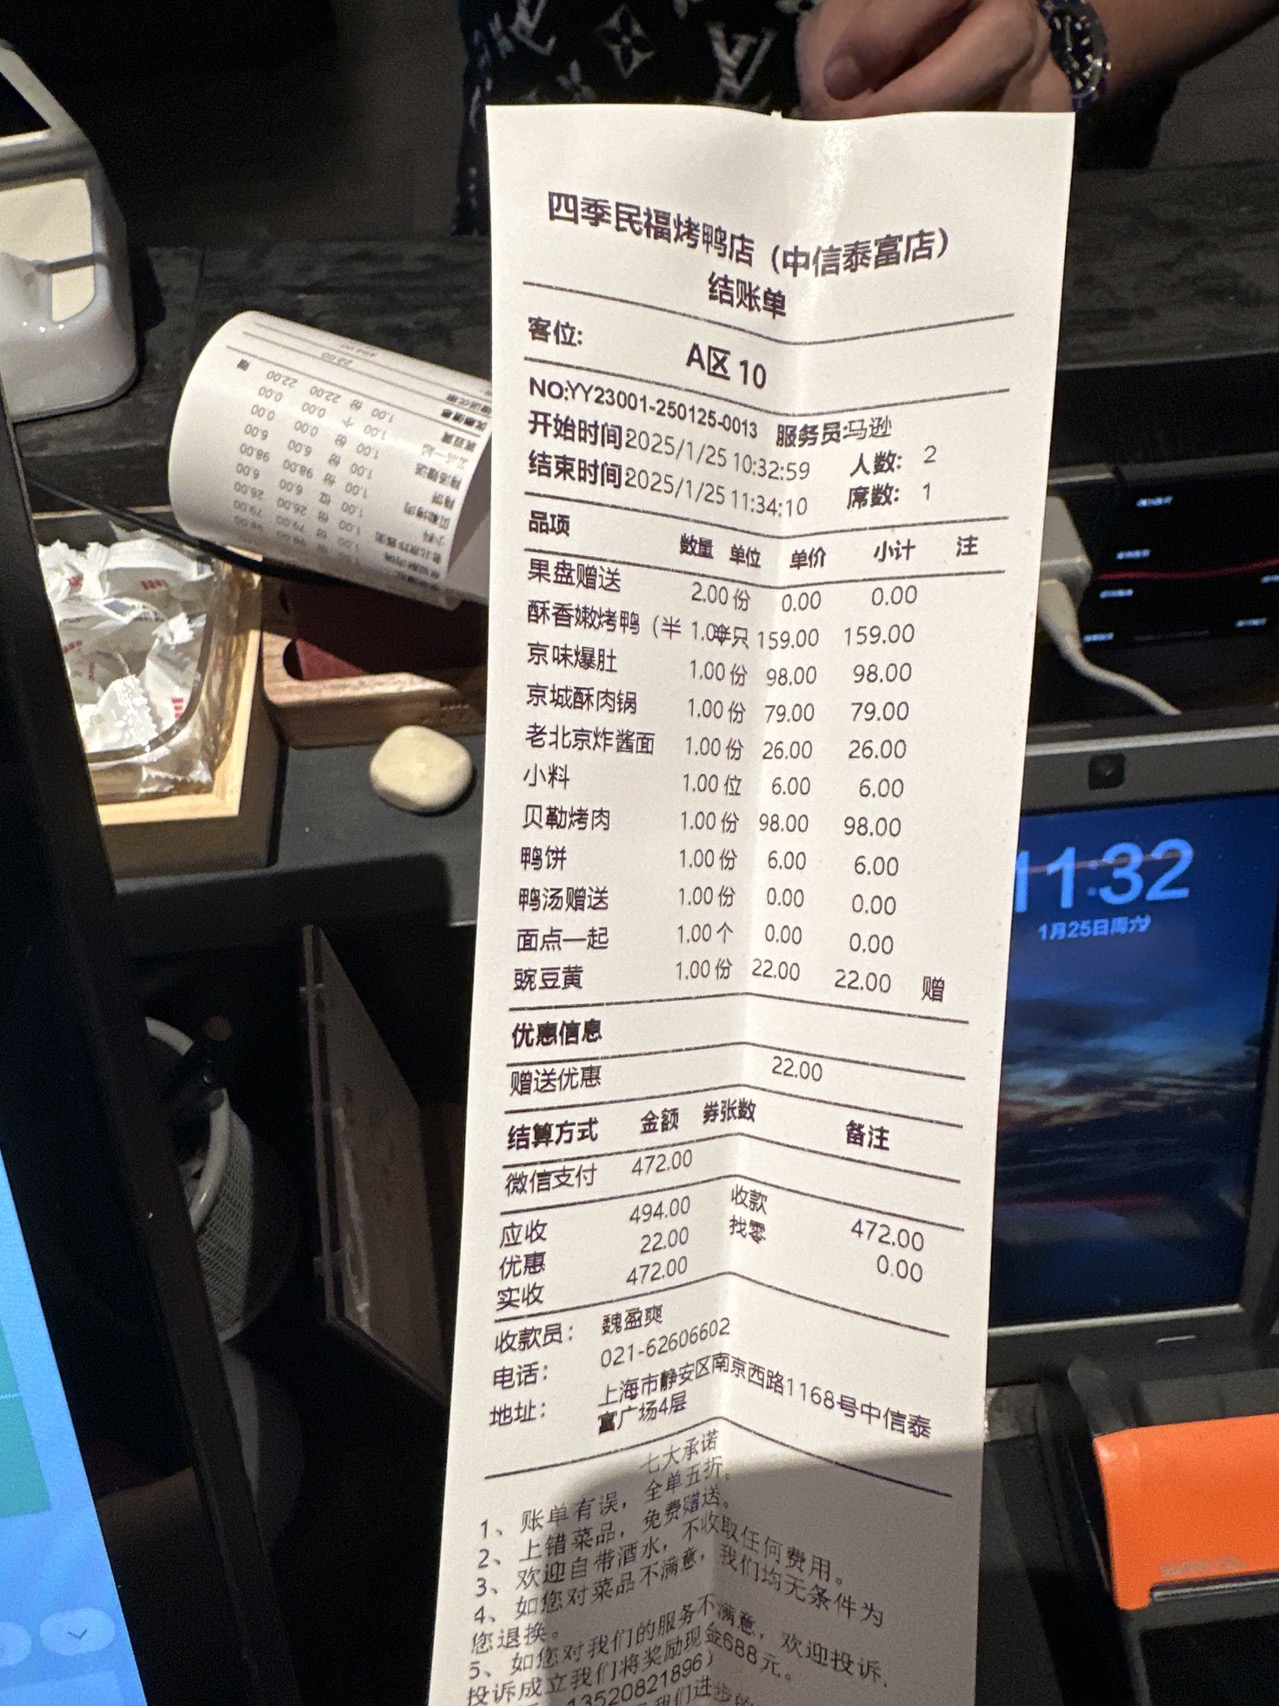 四季民福烤鸭店（中信泰富店）
结账单
客位: A区 10
NO:YY23001-250125-0013 服务员:马逊
开始时间:2025/1/25 10:32:59 人数: 2
结束时间:2025/1/25 11:34:10 席数: 1
品项 数量 单位 单价 小计 注
果盘赠送 2.00 份 0.00 0.00
酥香嫩烤鸭（半 1.00 半只 159.00 159.00
京味爆肚 1.00 份 98.00 98.00
京城酥肉锅 1.00 份 79.00 79.00
老北京炸酱面 1.00 份 26.00 26.00
小料 1.00 位 6.00 6.00
贝勒烤肉 1.00 份 98.00 98.00
鸭饼 1.00 份 6.00 6.00
鸭汤赠送 1.00 份 0.00 0.00
面点一起 1.00 个 0.00 0.00
豌豆黄 1.00 份 22.00 22.00 赠
优惠信息
赠送优惠 22.00
结算方式 金额 券张数 备注
微信支付 472.00
应收 494.00 收款 472.00
优惠 22.00 找零 0.00
实收 472.00
收款员: 魏盈爽
电话: 021-62606602
地址: 上海市静安区南京西路1168号中信泰
富广场4层
七大承诺
1、账单有误，全单五折。
2、上错菜品，免费赠送。
3、欢迎自带酒水，不收取任何费用。
4、如您对菜品不满意，我们均无条件为
您退换。
5、如您对我们的服务不满意，欢迎投诉,
投诉成立我们将奖励现金688元。
13520821896)
我们进步的
11:32
1月25日周六